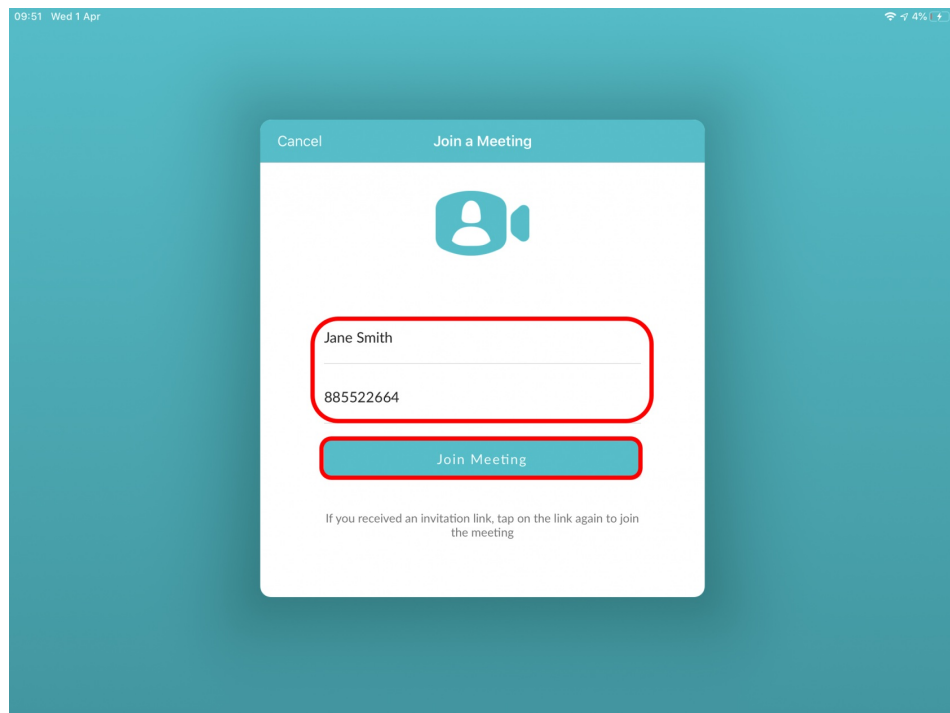 09:51 Wed 1 Apr 4%
Cancel Join a Meeting
Jane Smith
885522664
Join Meeting
If you received an invitation link, tap on the link again to join
the meeting